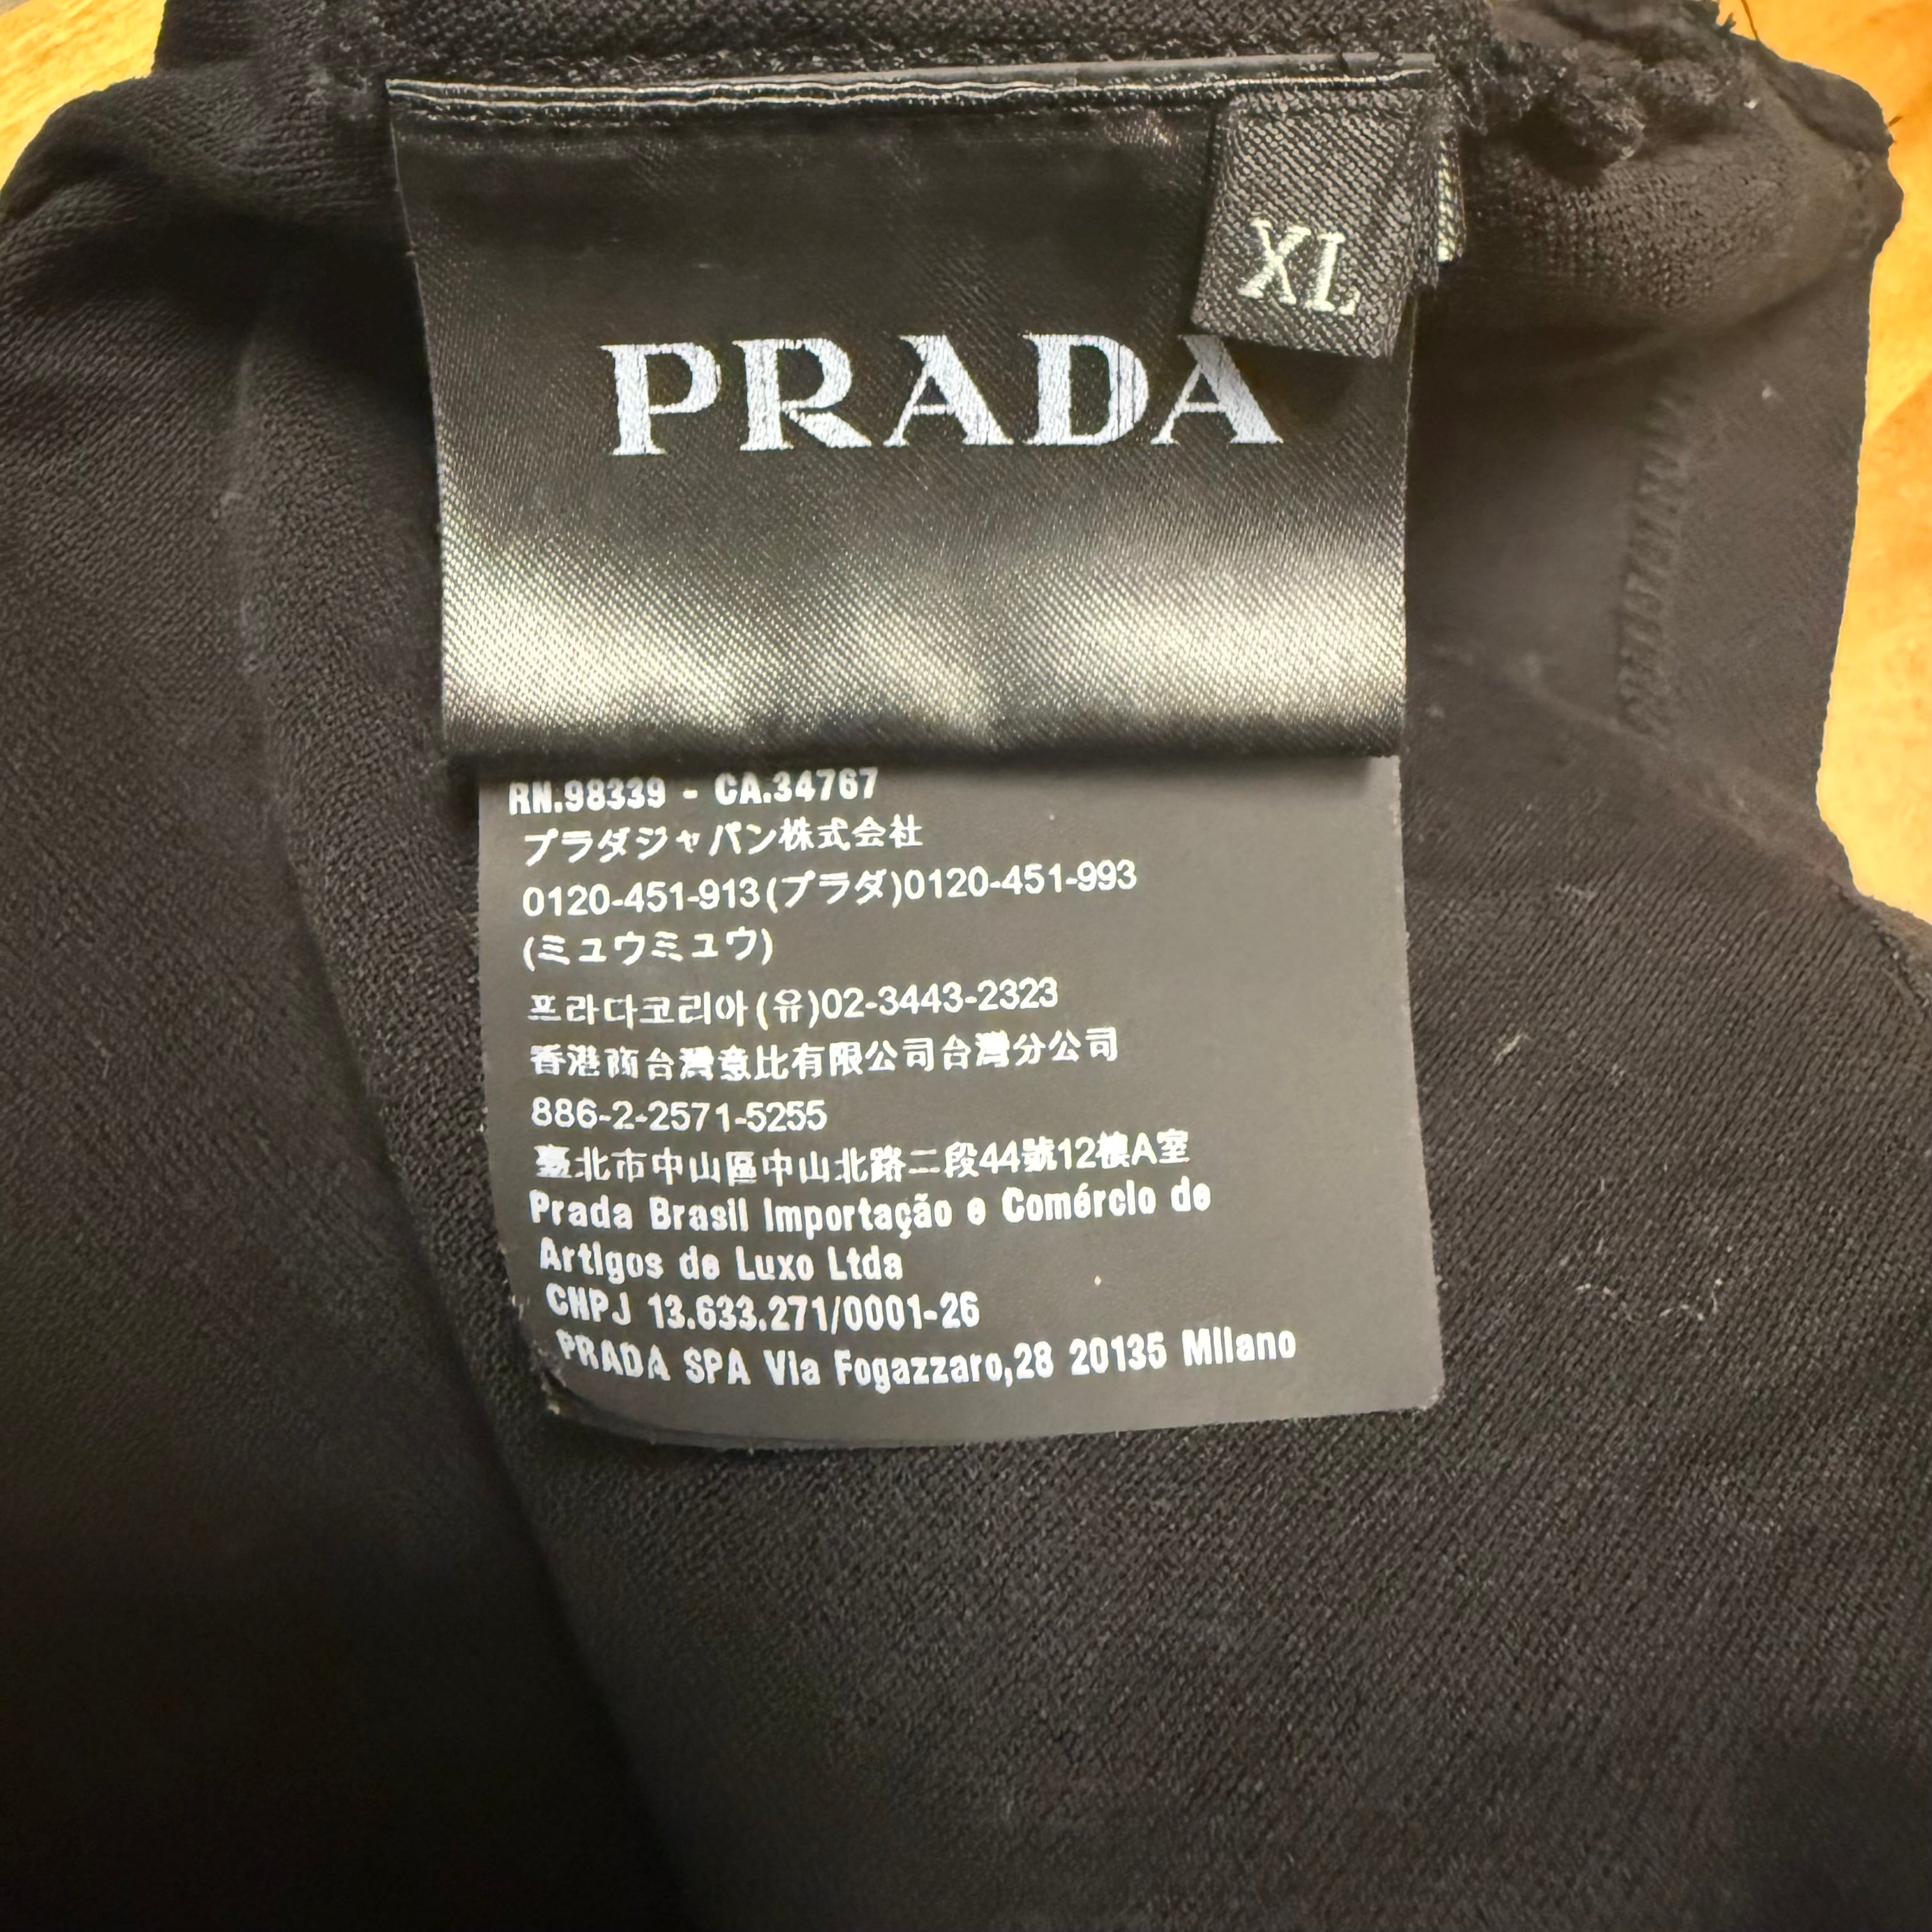 XL
PRADA
RN.98339 - CA.34767
プラダジャパン株式会社
0120-451-913(プラダ)0120-451-993
(ミュウミュウ)
프라다코리아(유)02-3443-2323
香港商台灣意比有限公司台灣分公司
886-2-2571-5255
臺北市中山區中山北路二段44號12樓A室
Prada Brasil Importação e Comércio de
Artigos de Luxo Ltda
CNPJ 13.633.271/0001-26
PRADA SPA Via Fogazzaro,28 20135 Milano